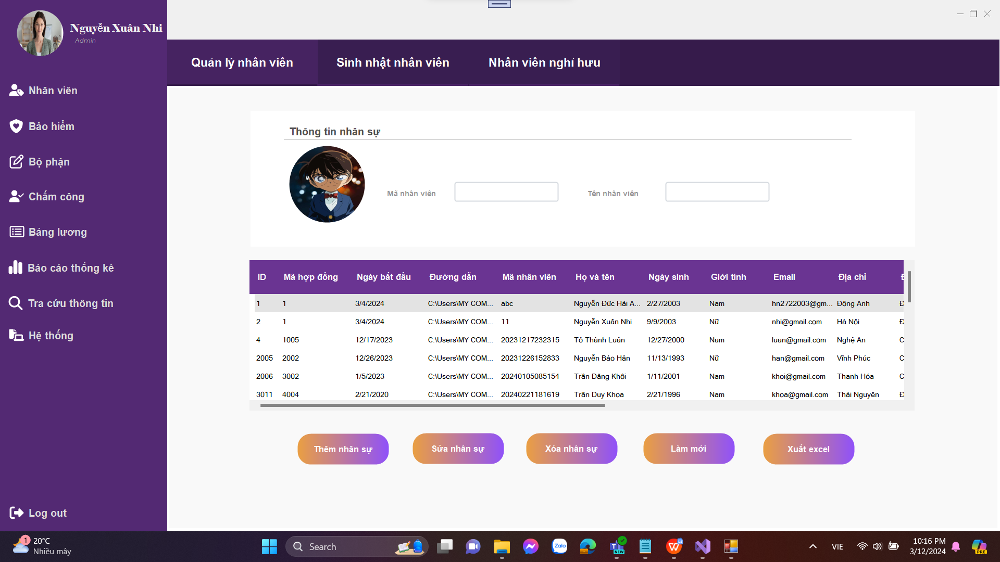 Nguyễn Xuân Nhi
Admin
Nhân viên
Bảo hiểm
Bộ phận
Chấm công
Bảng lương
Báo cáo thống kê
Tra cứu thông tin
Hệ thống
Log out
Quản lý nhân viên Sinh nhật nhân viên Nhân viên nghỉ hưu
Thông tin nhân sự
Mã nhân viên Tên nhân viên
ID Mã hợp đồng Ngày bắt đầu Đường dẫn Mã nhân viên Họ và tên Ngày sinh Giới tính Email Địa chỉ
1 1 3/4/2024 C:\Users\MY COM... abc Nguyễn Đức Hải A... 2/27/2003 Nam hn2722003@gm... Đông Anh
2 1 3/4/2024 C:\Users\MY COM... 11 Nguyễn Xuân Nhi 9/9/2003 Nữ nhi@gmail.com Hà Nội
4 1005 12/17/2023 C:\Users\MY COM... 20231217232315 Tô Thành Luân 12/27/2000 Nam luan@gmail.com Nghệ An
2005 2002 12/26/2023 C:\Users\MY COM... 20231226152833 Nguyễn Bảo Hân 11/13/1993 Nữ han@gmail.com Vĩnh Phúc
2006 3002 1/5/2023 C:\Users\MY COM... 20240105085154 Trần Đăng Khôi 1/11/2001 Nam khoi@gmail.com Thanh Hóa
3011 4004 2/21/2020 C:\Users\MY COM... 20240221181619 Trần Duy Khoa 2/21/1996 Nam khoa@gmail.com Thái Nguyên
Thêm nhân sự Sửa nhân sự Xóa nhân sự Làm mới Xuất excel
1 20°C
Nhiều mây
Search
Zalo
NEW
VIE
10:16 PM
3/12/2024
PRE